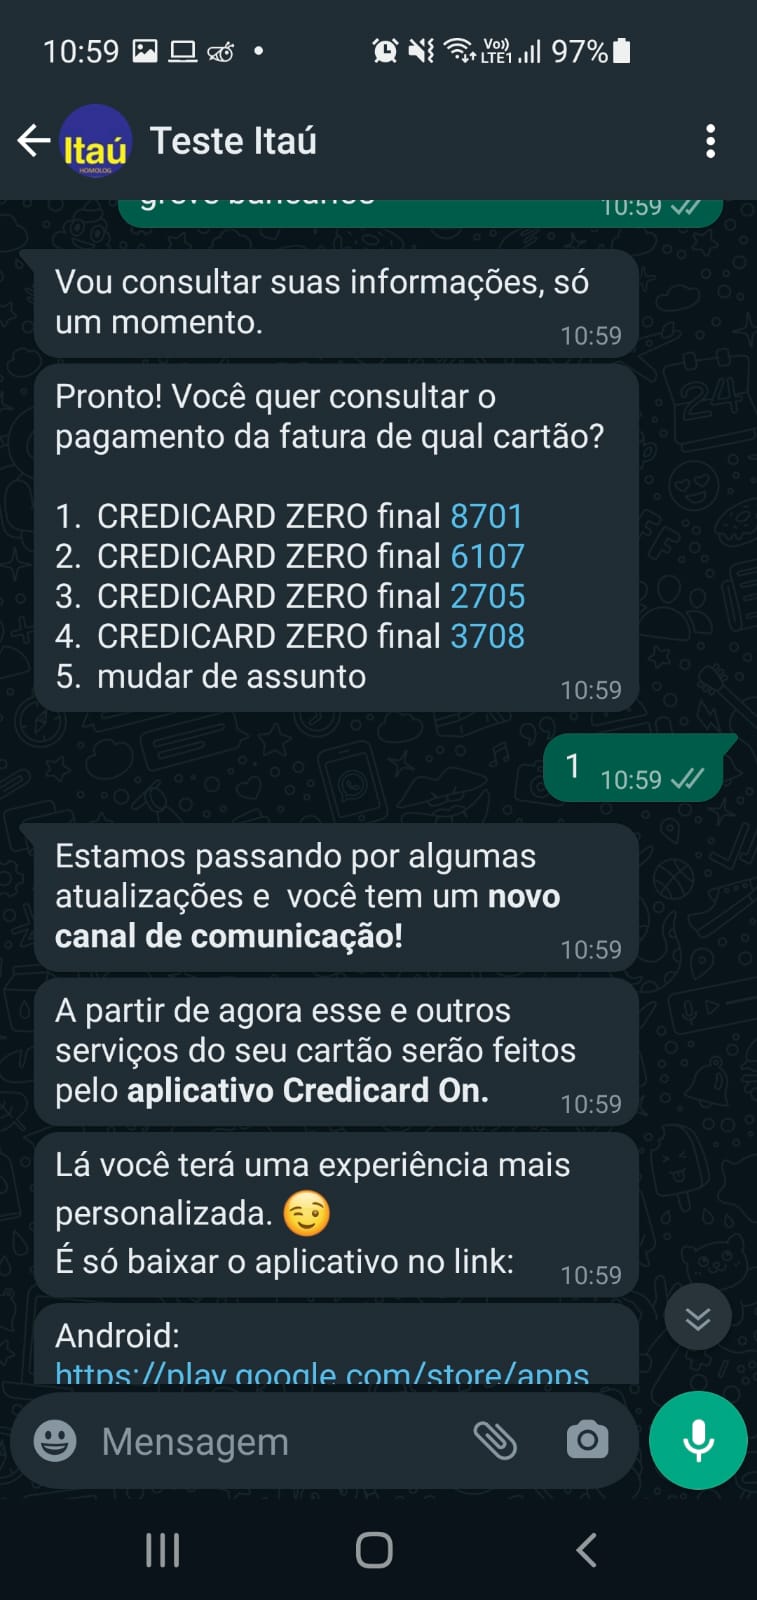 10:59
Vo))
LTE1
97%
Itaú
HOMOLOG
Teste Itaú
10:59
Vou consultar suas informações, só
um momento.
10:59
Pronto! Você quer consultar o
pagamento da fatura de qual cartão?
1. CREDICARD ZERO final 8701
2. CREDICARD ZERO final 6107
3. CREDICARD ZERO final 2705
4. CREDICARD ZERO final 3708
5. mudar de assunto
10:59
1
10:59
Estamos passando por algumas
atualizações e  você tem um novo
canal de comunicação!
10:59
A partir de agora esse e outros
serviços do seu cartão serão feitos
pelo aplicativo Credicard On.
10:59
Lá você terá uma experiência mais
personalizada. 😉
É só baixar o aplicativo no link:
10:59
Android:
https://play.google.com/store/apps
Mensagem